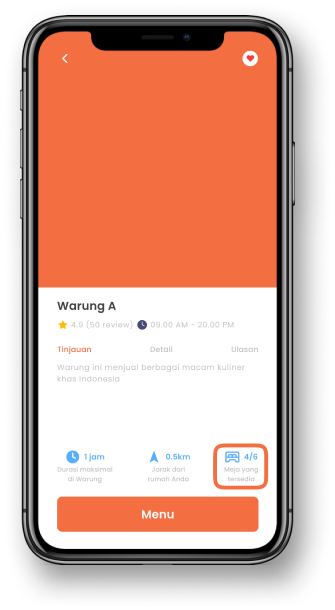 Warung A
4.9 (50 review) 09.00 AM - 20.00 PM
Tinjauan Detail Ulasan
Warung ini menjual berbagai macam kuliner
khas Indonesia
1 jam 0.5km 4/6
Durasi maksimal Jarak dari Meja yang
di Warung rumah Anda tersedia
Menu